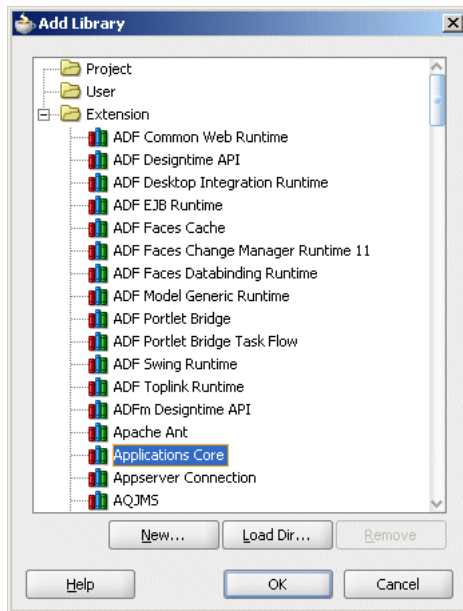 Add Library
Project
User
Extension
ADF Common Web Runtime
ADF Designtime API
ADF Desktop Integration Runtime
ADF EJB Runtime
ADF Faces Cache
ADF Faces Change Manager Runtime 11
ADF Faces Databinding Runtime
ADF Model Generic Runtime
ADF Portlet Bridge
ADF Portlet Bridge Task Flow
ADF Swing Runtime
ADF Toplink Runtime
ADFm Designtime API
Apache Ant
Applications Core
Appserver Connection
AQJMS
New... Load Dir... Remove
Help OK Cancel